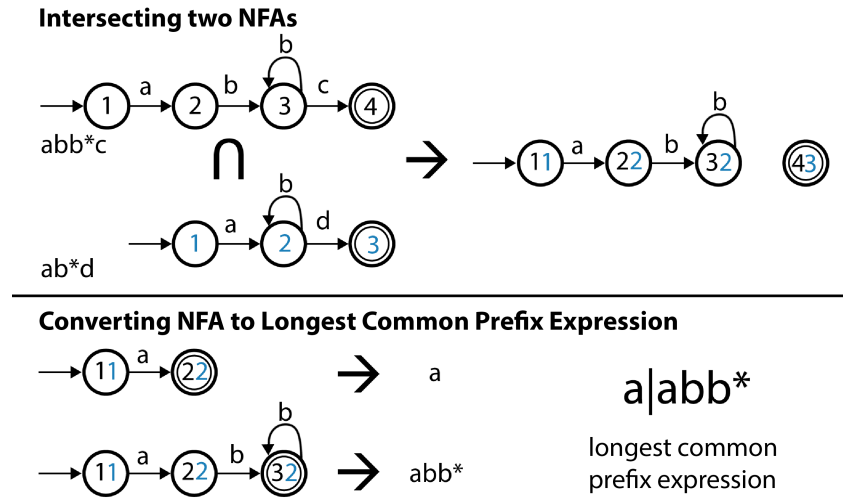 Intersecting two NFAs
1 a 2 b 3 b c 4
abb*c
∩
1 a 2 b d 3
ab*d
11 a 22 b 32 b 43
Converting NFA to Longest Common Prefix Expression
11 a 22 a
11 a 22 b 32 b abb*
a|abb*
longest common
prefix expression